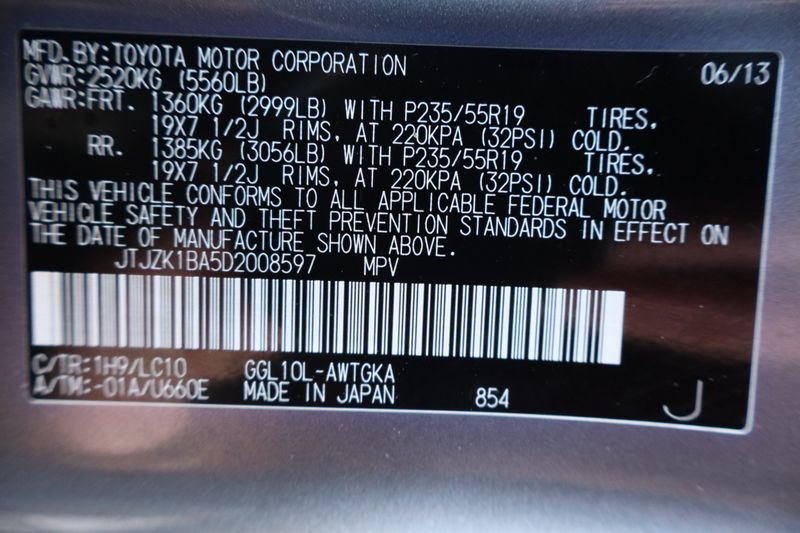 MFD.BY:TOYOTA MOTOR CORPORATION 06/13
GVWR:2520KG (5560LB)
GAWR:FRT. 1360KG (2999LB) WITH P235/55R19 TIRES,
19X7 1/2J RIMS, AT 220KPA (32PSI) COLD.
RR. 1385KG (3056LB) WITH P235/55R19 TIRES,
19X7 1/2J RIMS, AT 220KPA (32PSI) COLD.
THIS VEHICLE CONFORMS TO ALL APPLICABLE FEDERAL MOTOR
VEHICLE SAFETY AND THEFT PREVENTION STANDARDS IN EFFECT ON
THE DATE OF MANUFACTURE SHOWN ABOVE.
JTJZK1BA5D2008597 MPV
C/TR:1H9/LC10 GGL10L-AWTGKA
A/TM:-01A/U660E MADE IN JAPAN 854 J